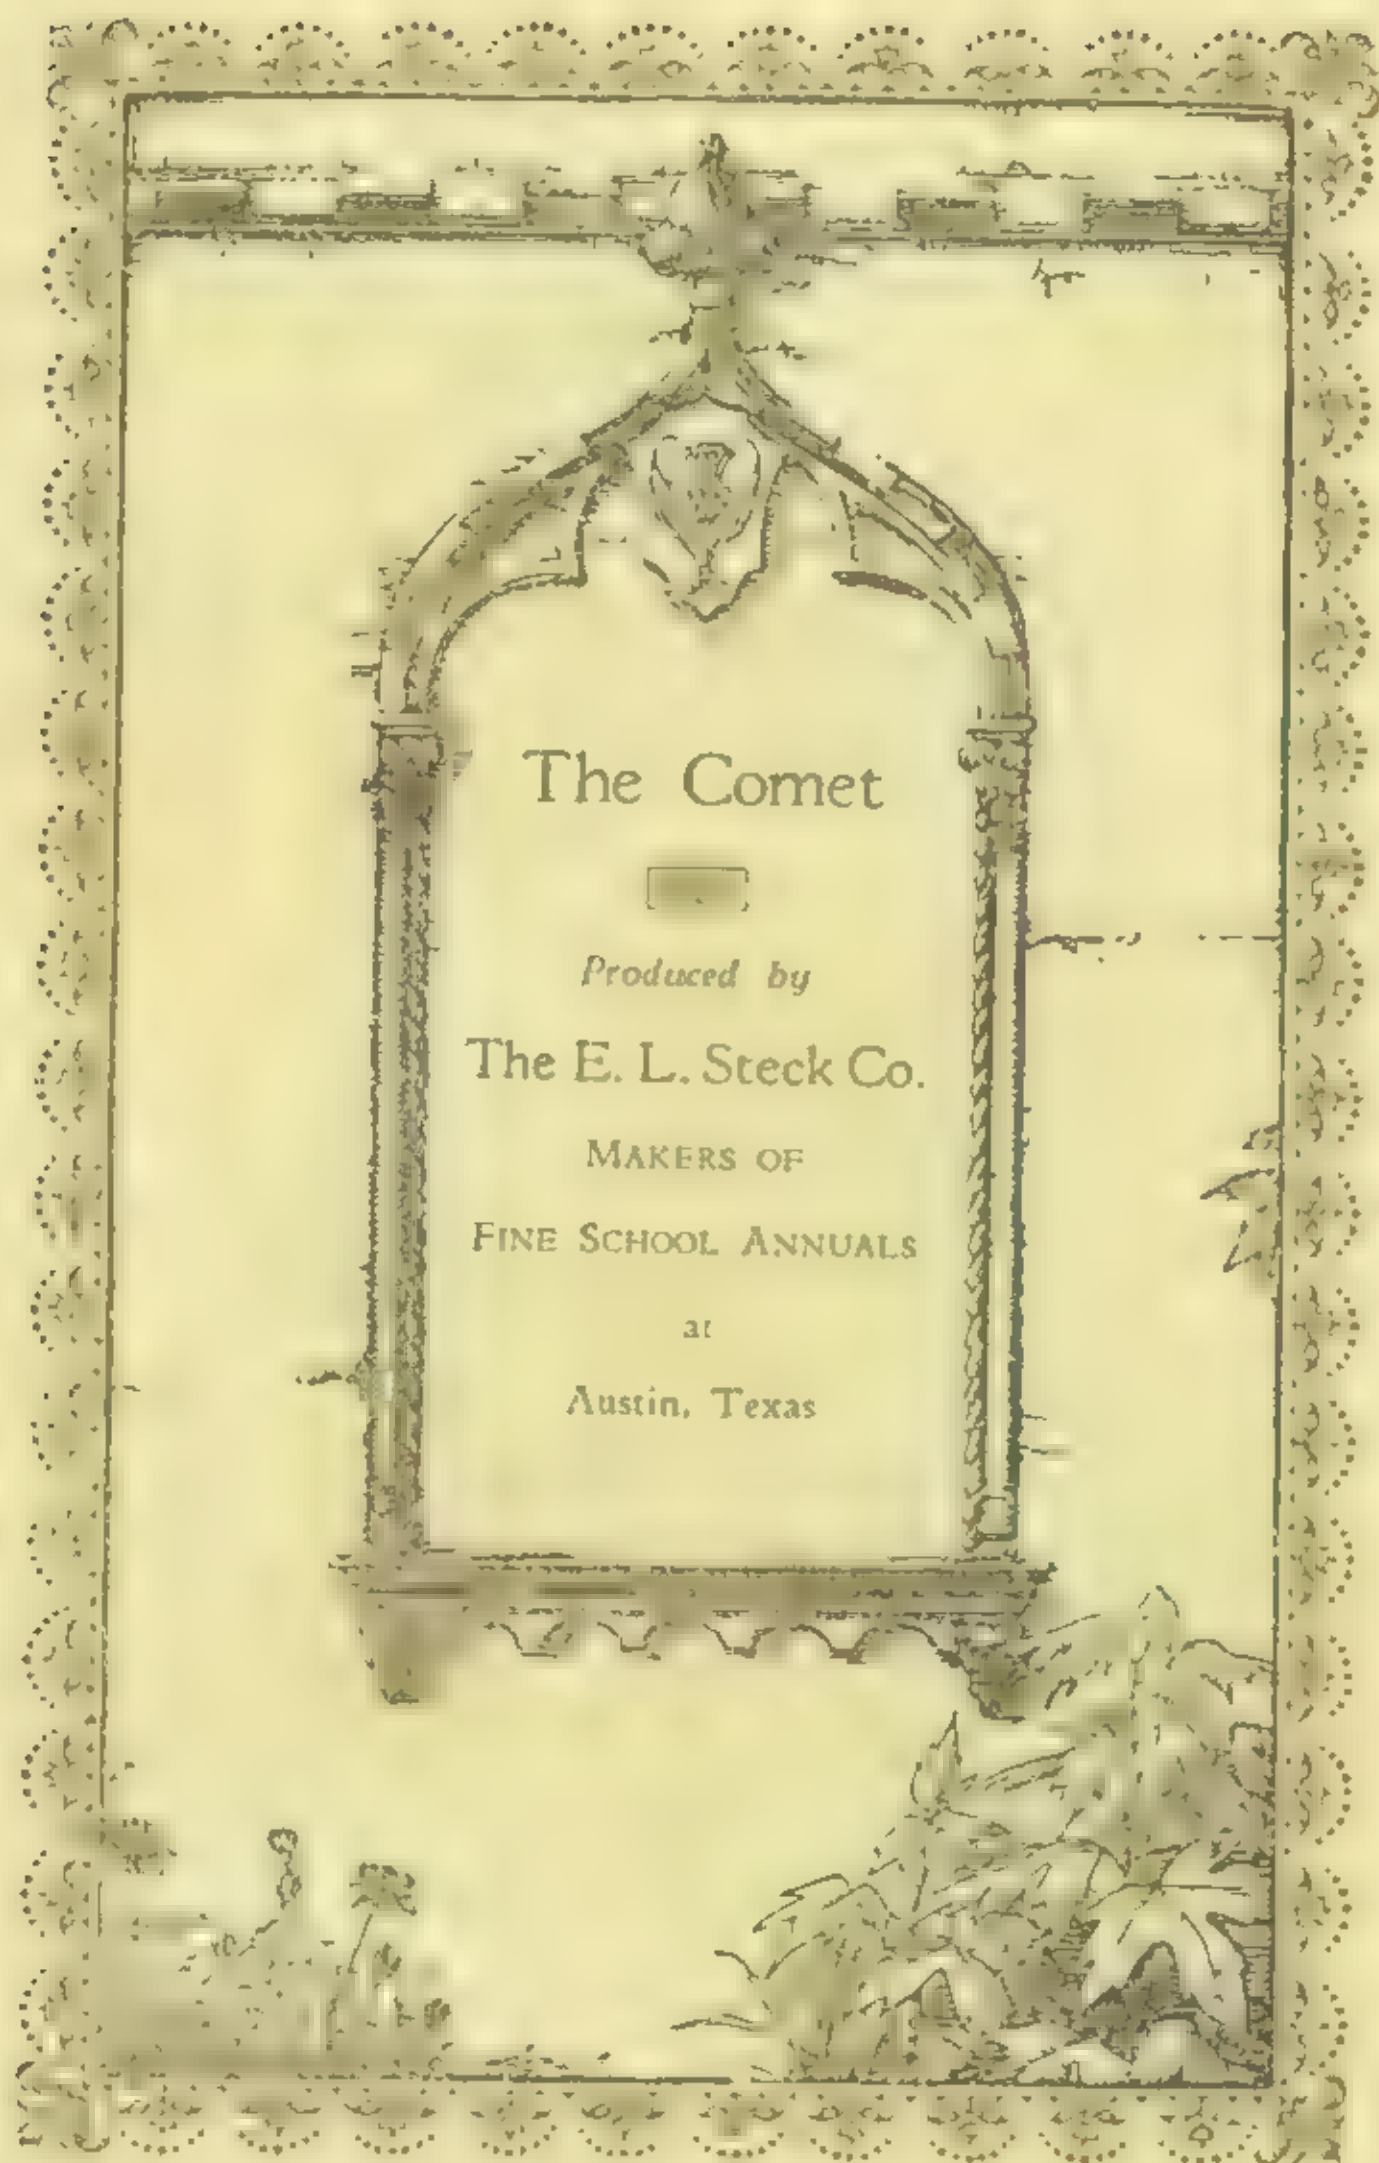 The Comet
Produced by
The E. L. Steck Co.
MAKERS OF
FINE SCHOOL ANNUALS
at
Austin, Texas